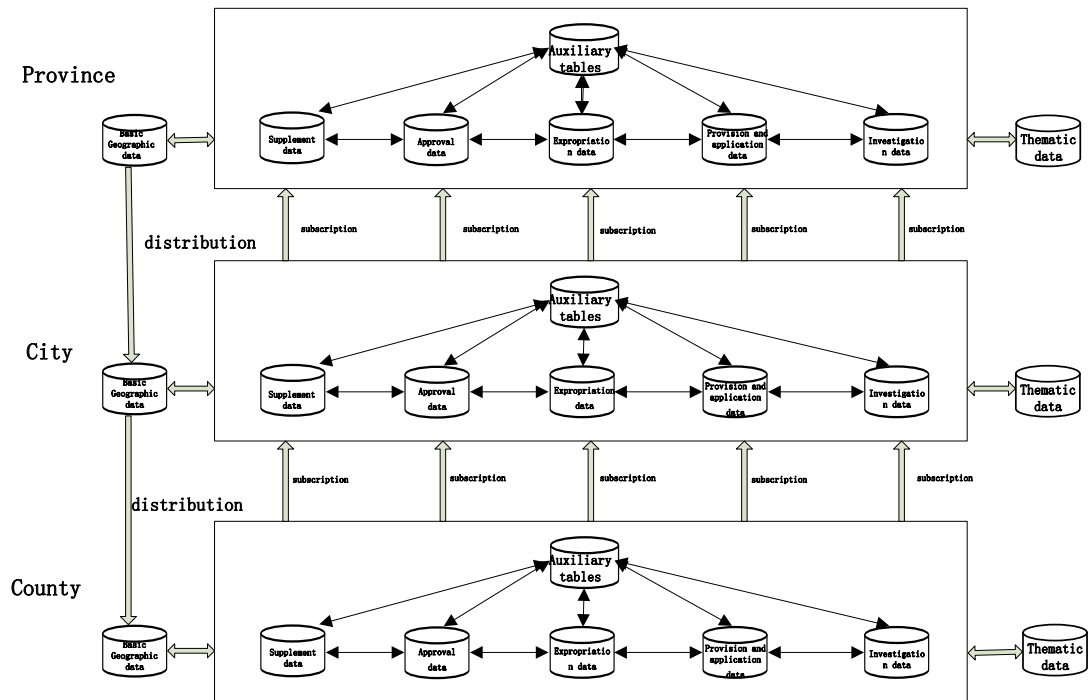 Province
Auxiliary
tables
Basic
Geographic
data
Supplement
data
Approval
data
Expropriatio
n data
Provision and
application
data
Investigatio
n data
Thematic
data
distribution
subscription
subscription
subscription
subscription
subscription
City
Auxiliary
tables
Basic
Geographic
data
Supplement
data
Approval
data
Expropriation
data
Provision and
application
data
Investigatio
n data
Thematic
data
distribution
subscription
subscription
subscription
subscription
subscription
County
Auxiliary
tables
Basic
Geographic
data
Supplement
data
Approval
data
Expropriatio
n data
Provision and
application
data
Investigatio
n data
Thematic
data